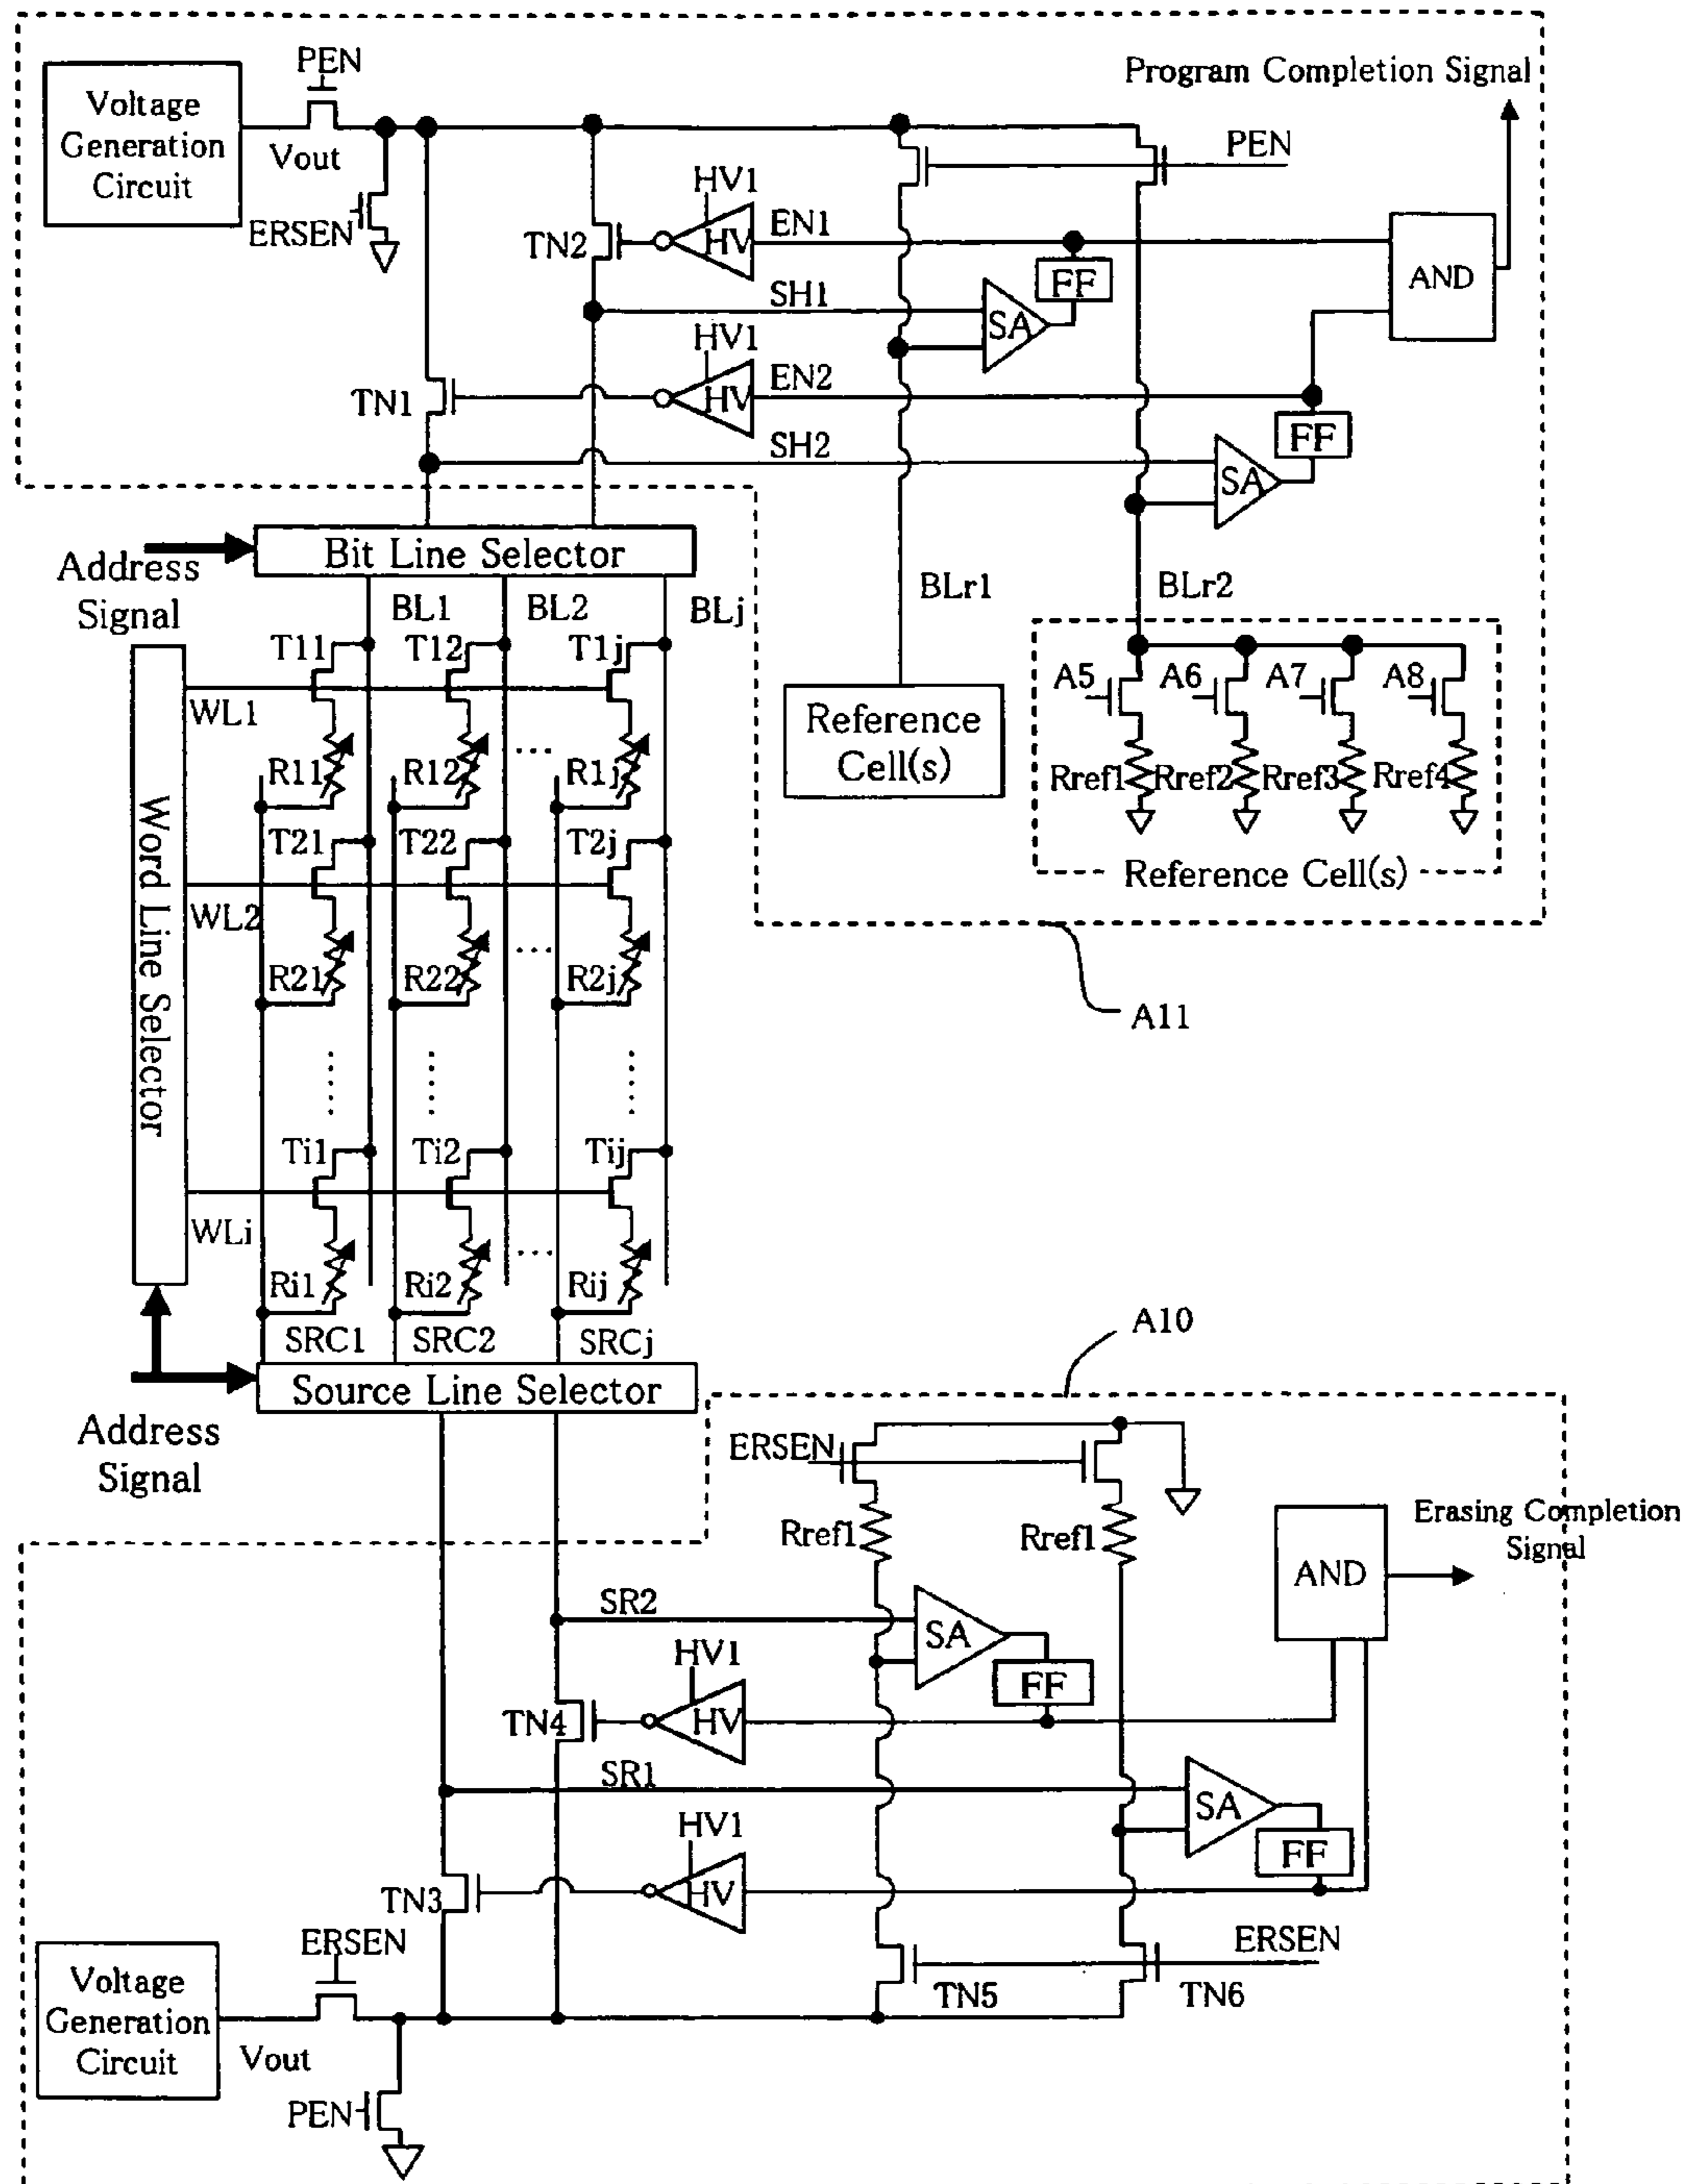 PEN
Program Completion Signal
Voltage
Generation
Circuit
Vout
PEN
ERSEN
HV1
HV
EN1
TN2
FF
AND
SH1
SA
HV1
HV
EN2
TN1
FF
SH2
SA
Bit Line Selector
Address
Signal
BL1
BL2
BLj
BLr1
BLr2
T11
T12
T1j
WL1
A5
A6
A7
A8
Reference
Cell(s)
R11
R12
...
R1j
Rref1
Rref2
Rref3
Rref4
Word Line Selector
T21
T22
T2j
Reference Cell(s)
WL2
R21
R22
...
R2j
A11
Ti1
Ti2
Tij
WLi
Ri1
Ri2
...
Rij
A10
SRC1
SRC2
SRCj
Source Line Selector
Address
Signal
ERSEN
Rref1
Rref1
Erasing Completion
Signal
AND
SR2
SA
HV1
FF
TN4
HV
SR1
SA
HV1
FF
TN3
HV
ERSEN
ERSEN
Voltage
Generation
Circuit
TN5
TN6
Vout
PEN